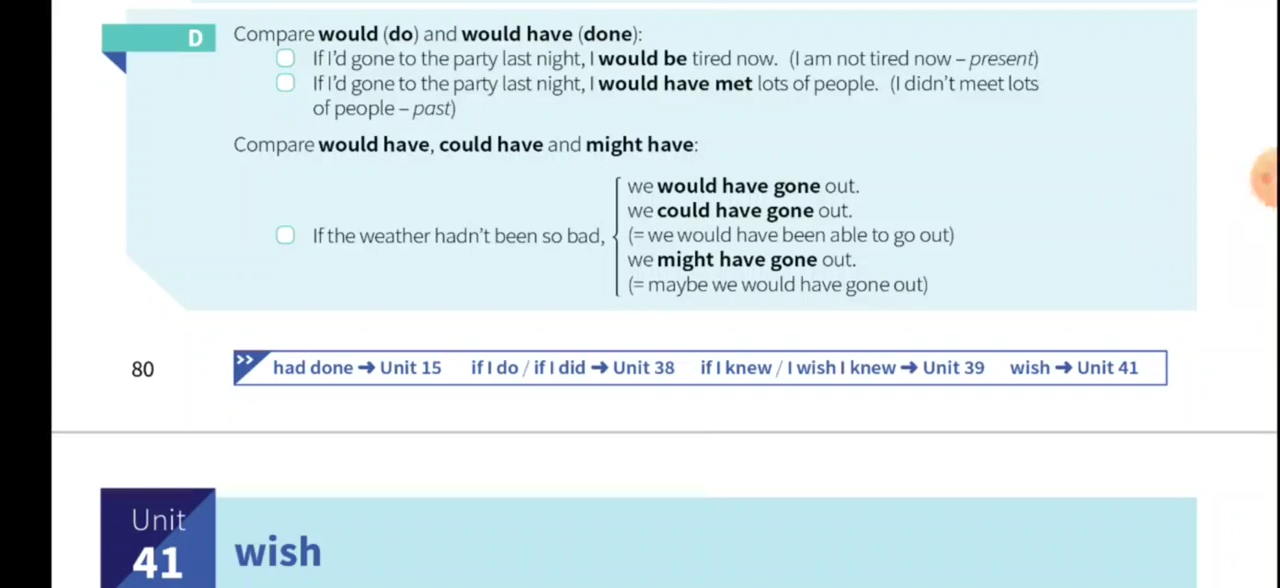 D
Compare would (do) and would have (done):
If I'd gone to the party last night, I would be tired now. (I am not tired now – present)
If I'd gone to the party last night, I would have met lots of people. (I didn't meet lots
of people – past)
Compare would have, could have and might have:
we would have gone out.
we could have gone out.
If the weather hadn't been so bad, (= we would have been able to go out)
we might have gone out.
(= maybe we would have gone out)
80
>> had done ➜ Unit 15 if I do / if I did ➜ Unit 38 if I knew / I wish I knew ➜ Unit 39 wish ➜ Unit 41
Unit
41
wish